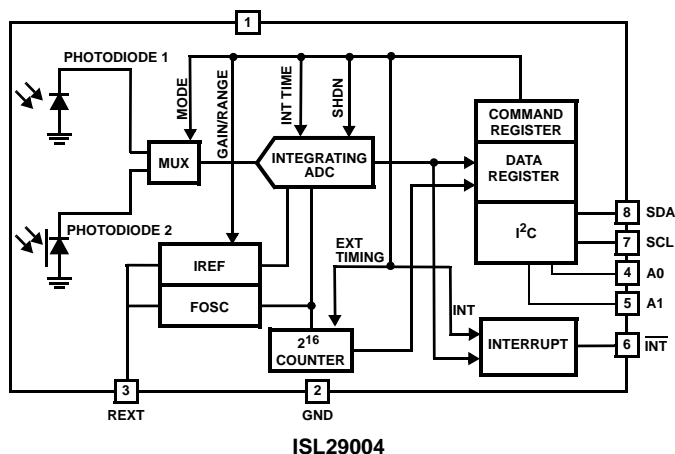 1
PHOTODIODE 1
MODE
GAIN/RANGE
INT TIME
SHDN
COMMAND
REGISTER
MUX
INTEGRATING
ADC
DATA
REGISTER
PHOTODIODE 2
I²C
8 SDA
7 SCL
4 A0
5 A1
EXT
TIMING
IREF
FOSC
INT
2¹⁶
COUNTER
INTERRUPT
6 INT
3
REXT
2
GND
ISL29004